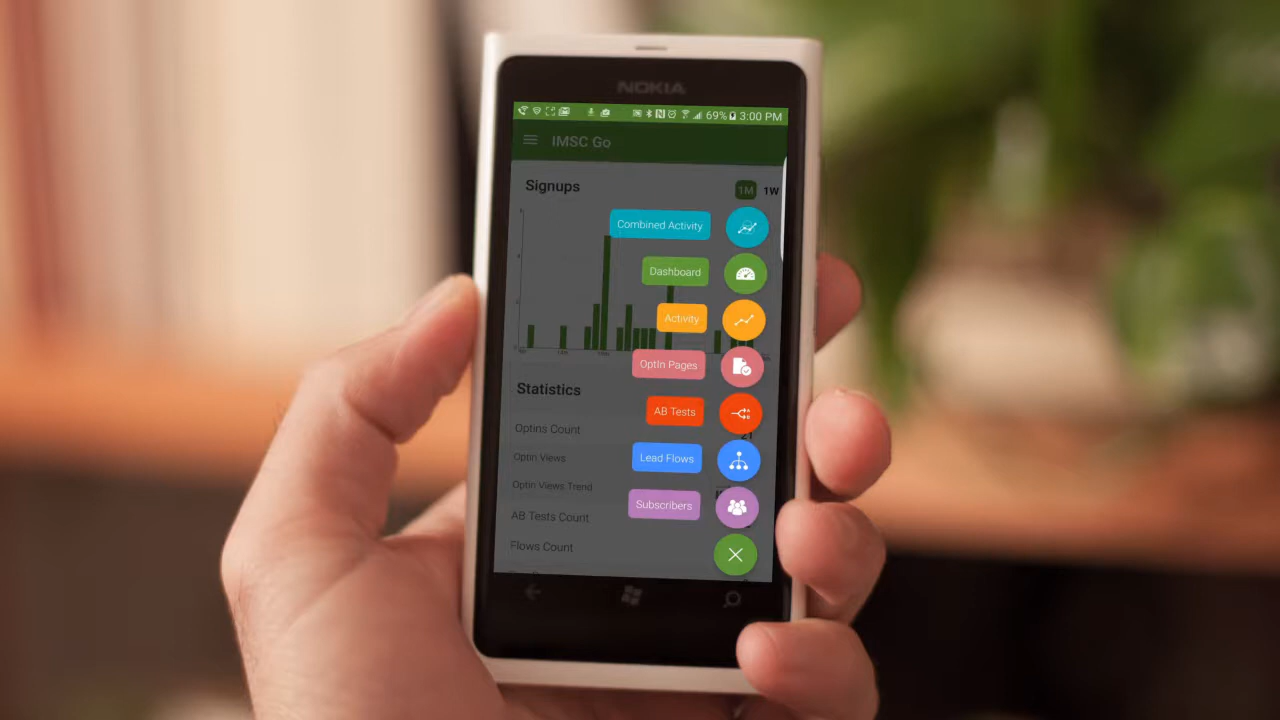 NOKIA
69% 3:00 PM
IMSC Go
Signups
1M 1W
Combined Activity
Dashboard
Activity
OptIn Pages
Statistics
AB Tests
Optins Count
Lead Flows
Optin Views
Optin Views Trend
Subscribers
AB Tests Count
Flows Count